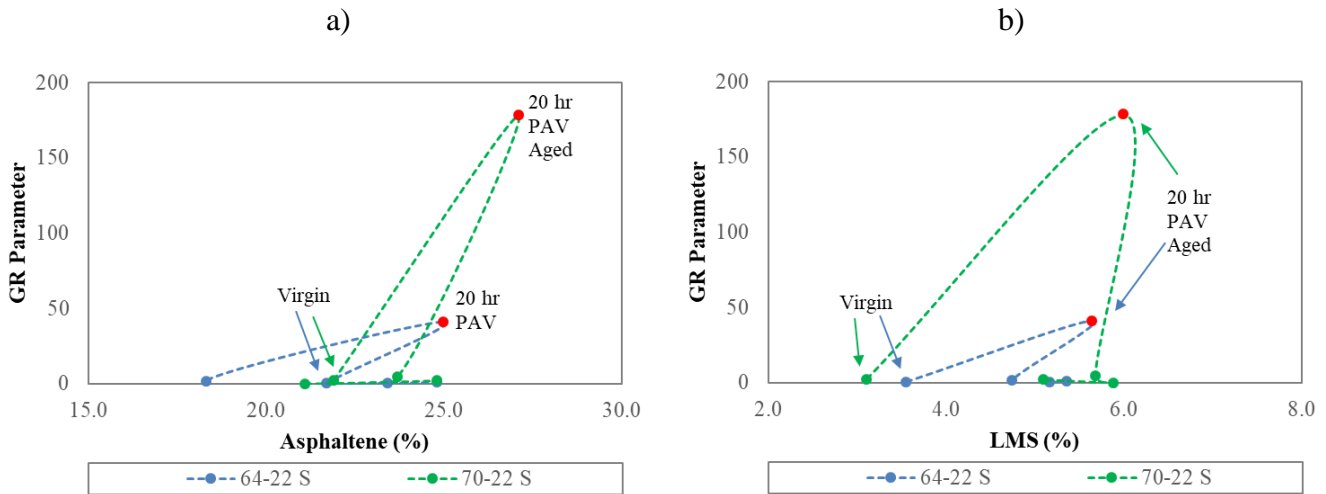 a)
200
150
100
50
0
GR Parameter
20 hr
PAV
Aged
Virgin
20 hr
PAV
15.0 20.0 25.0 30.0
Asphaltene (%)
64-22 S 70-22 S
b)
200
150
100
50
0
GR Parameter
20 hr
PAV
Aged
Virgin
2.0 4.0 6.0 8.0
LMS (%)
64-22 S 70-22 S